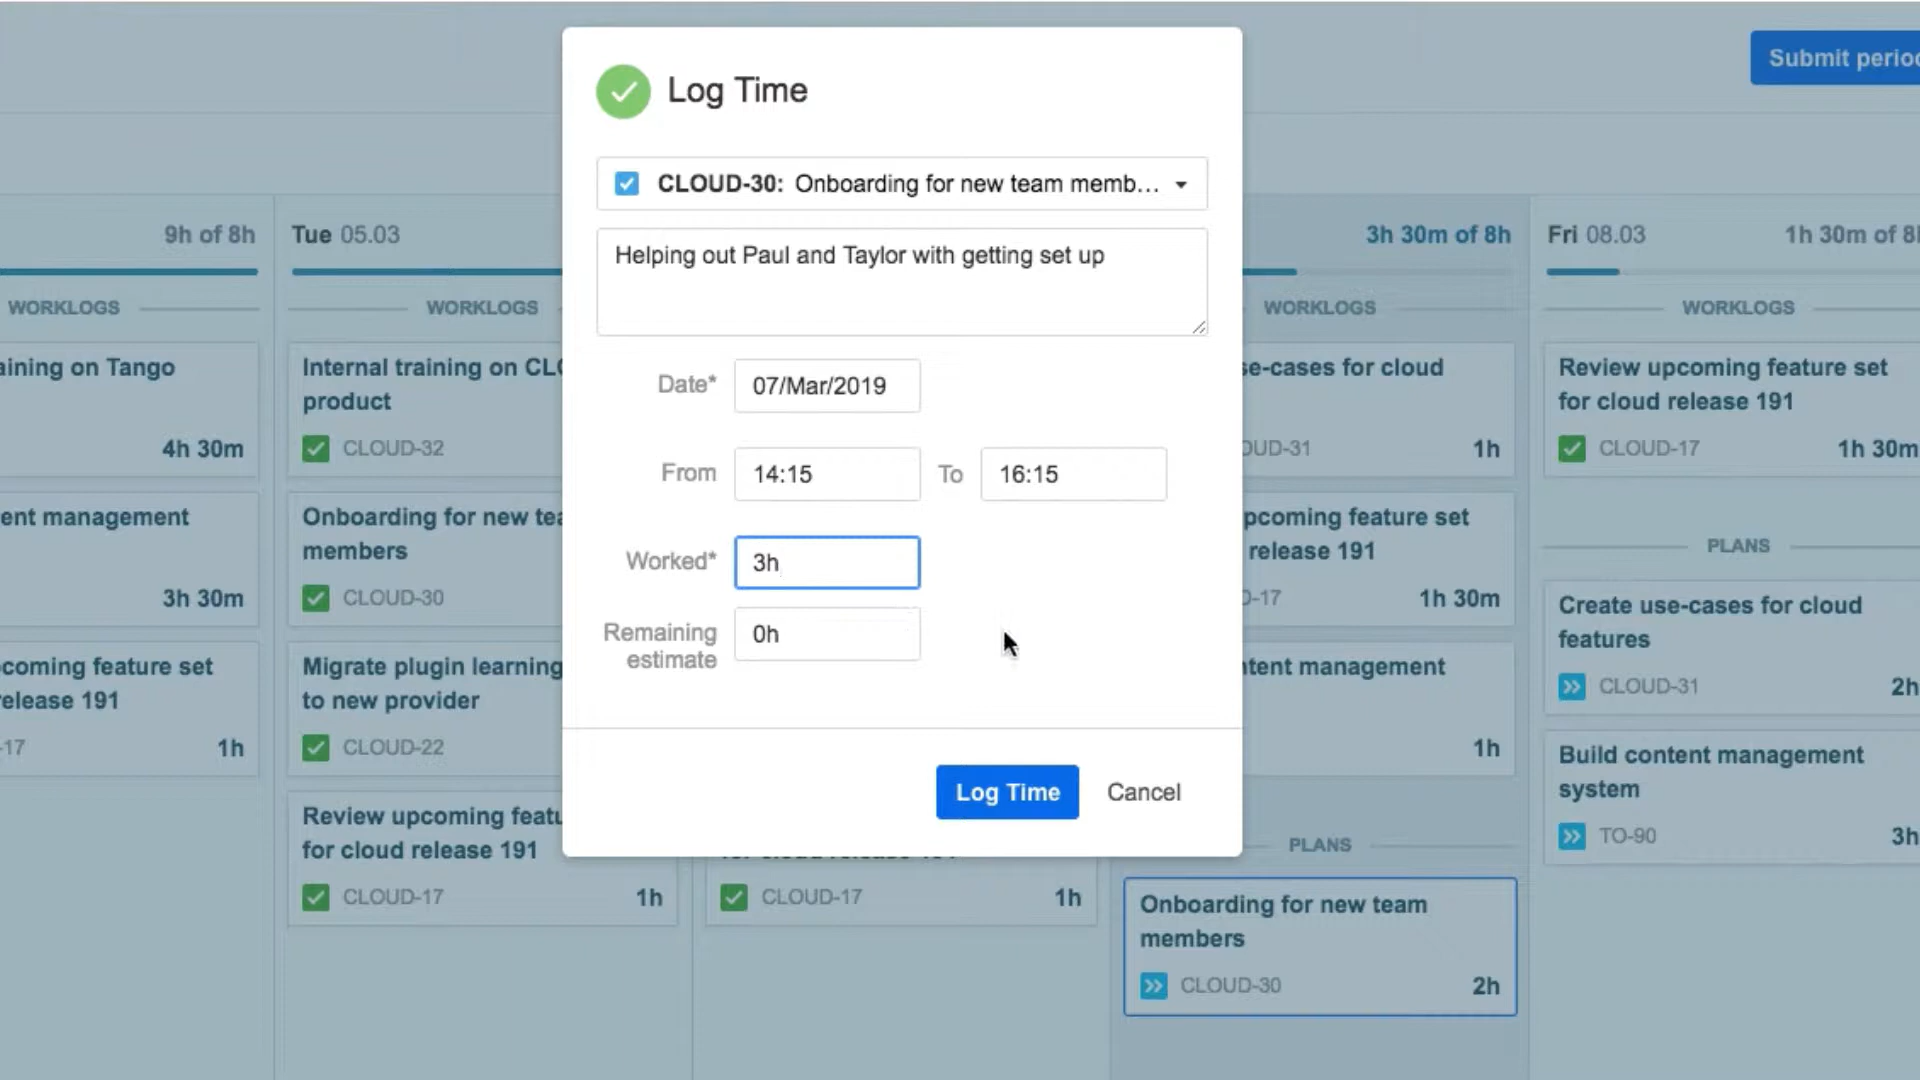 Submit perio
Log Time
CLOUD-30: Onboarding for new team memb...
Helping out Paul and Taylor with getting set up
Date* 07/Mar/2019
From 14:15 To 16:15
Worked* 3h
Remaining estimate 0h
Log Time Cancel
9h of 8h
WORKLOGS
aining on Tango
4h 30m
ent management
3h 30m
coming feature set
elease 191
-17 1h
Tue 05.03
WORKLOGS
Internal training on CLO
product
CLOUD-32
Onboarding for new tea
members
CLOUD-30
Migrate plugin learning
to new provider
CLOUD-22
Review upcoming featu
for cloud release 191
CLOUD-17 1h
CLOUD-17 1h
3h 30m of 8h
WORKLOGS
se-cases for cloud
OUD-31 1h
pcoming feature set
release 191
D-17 1h 30m
ntent management
1h
PLANS
Onboarding for new team
members
CLOUD-30 2h
Fri 08.03 1h 30m of 8h
WORKLOGS
Review upcoming feature set
for cloud release 191
CLOUD-17 1h 30m
PLANS
Create use-cases for cloud
features
CLOUD-31 2h
Build content management
system
TO-90 3h